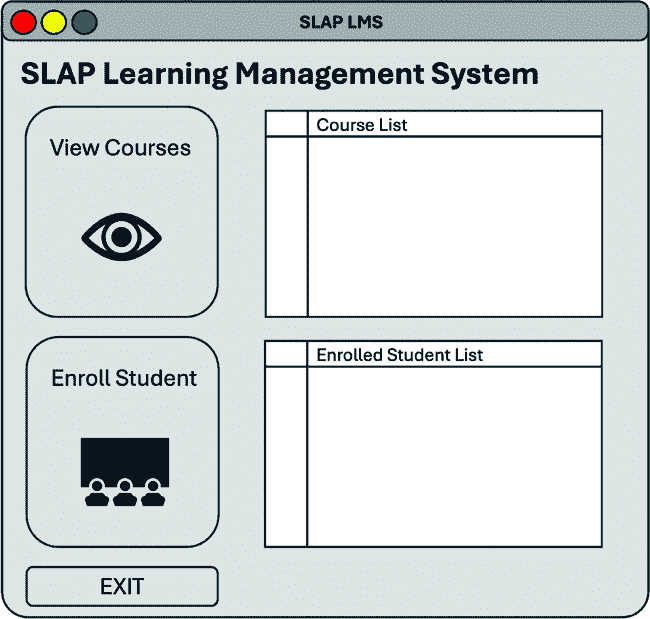 SLAP LMS
SLAP Learning Management System
View Courses
Course List
Enroll Student
Enrolled Student List
EXIT